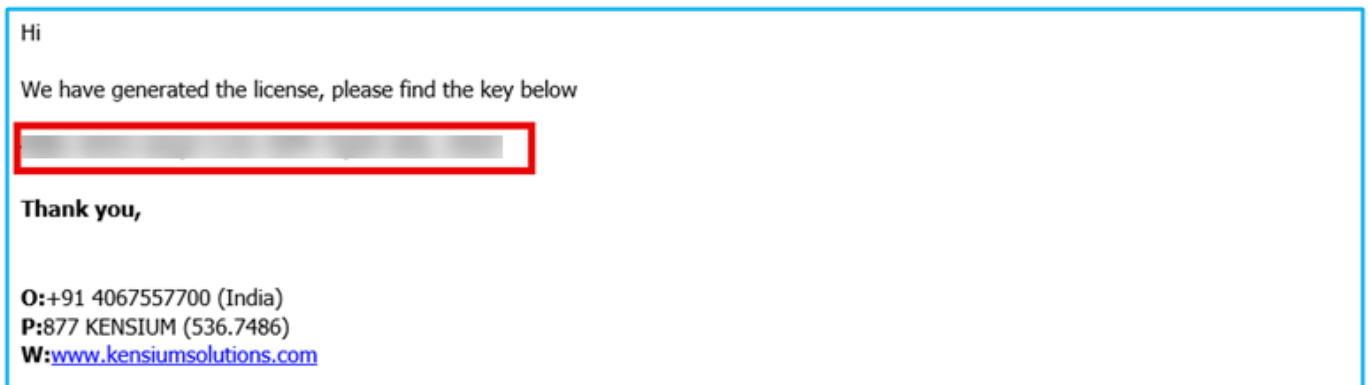 Hi
We have generated the license, please find the key below
Thank you,
O:+91 4067557700 (India)
P:877 KENSIUM (536.7486)
W:www.kensiumsolutions.com